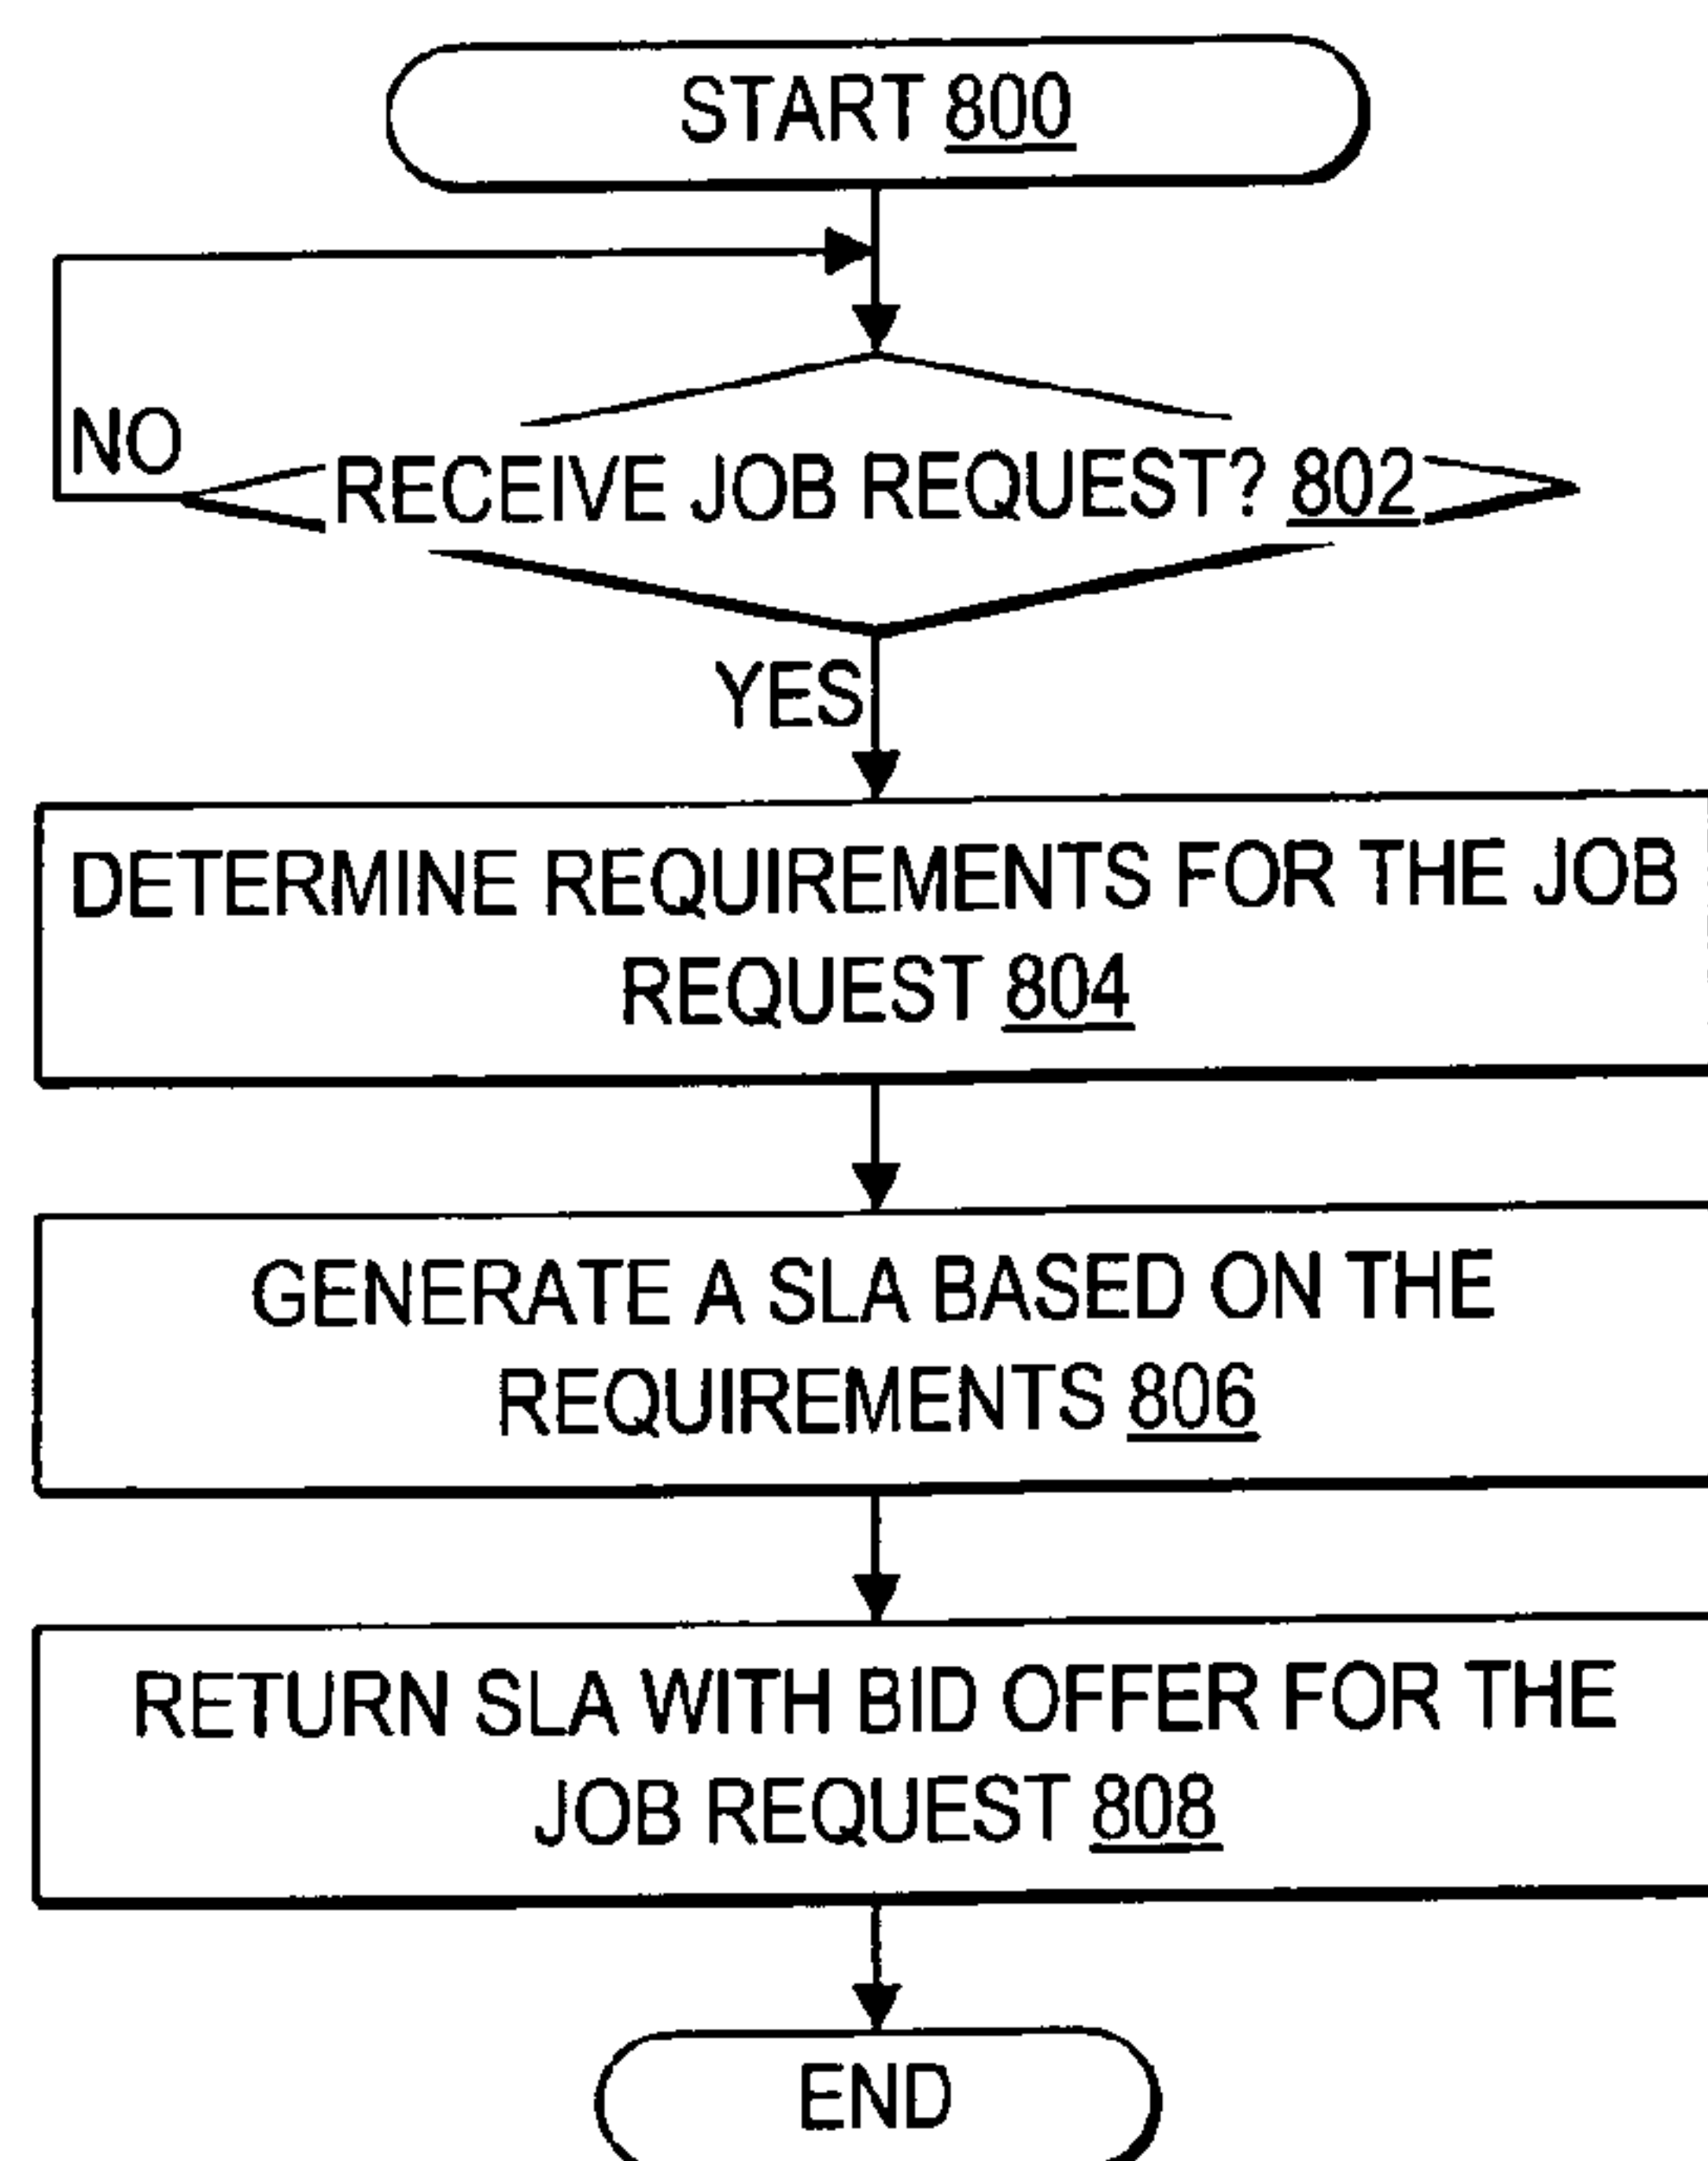 START 800
NO
RECEIVE JOB REQUEST? 802
YES
DETERMINE REQUIREMENTS FOR THE JOB
REQUEST 804
GENERATE A SLA BASED ON THE
REQUIREMENTS 806
RETURN SLA WITH BID OFFER FOR THE
JOB REQUEST 808
END